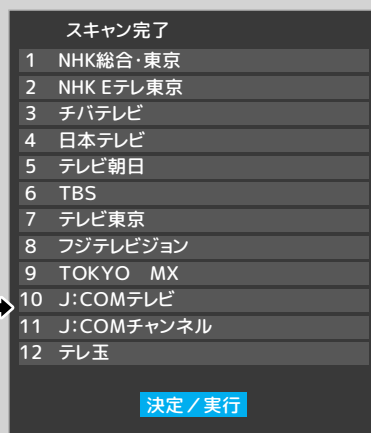 スキャン完了
1 NHK総合・東京
2 NHK Eテレ東京
3 チバテレビ
4 日本テレビ
5 テレビ朝日
6 TBS
7 テレビ東京
8 フジテレビジョン
9 TOKYO　MX
10 J:COMテレビ
11 J:COMチャンネル
12 テレ玉
決定／実行